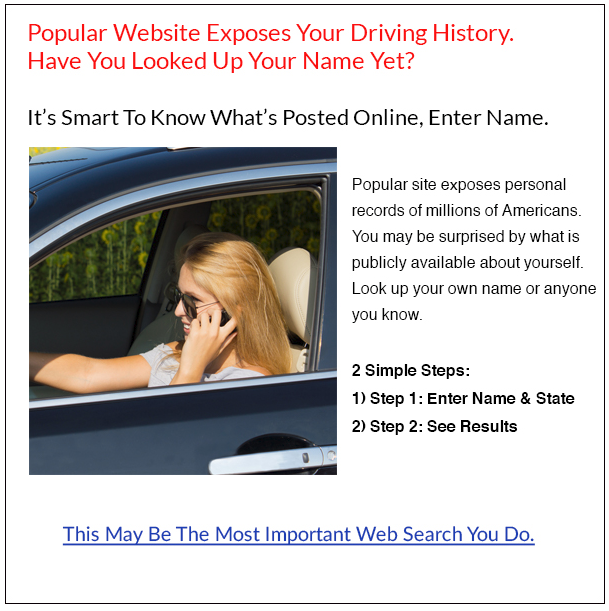 Popular Website Exposes Your Driving History.
Have You Looked Up Your Name Yet?
It’s Smart To Know What’s Posted Online, Enter Name.
Popular site exposes personal
records of millions of Americans.
You may be surprised by what is
publicly available about yourself.
Look up your own name or anyone
you know.
2 Simple Steps:
1) Step 1: Enter Name & State
2) Step 2: See Results
This May Be The Most Important Web Search You Do.